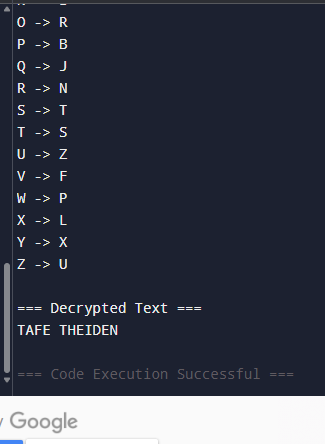 O -> R
P -> B
Q -> J
R -> N
S -> T
T -> S
U -> Z
V -> F
W -> P
X -> L
Y -> X
Z -> U
=== Decrypted Text ===
TAFE THEIDEN
=== Code Execution Successful ===
Google